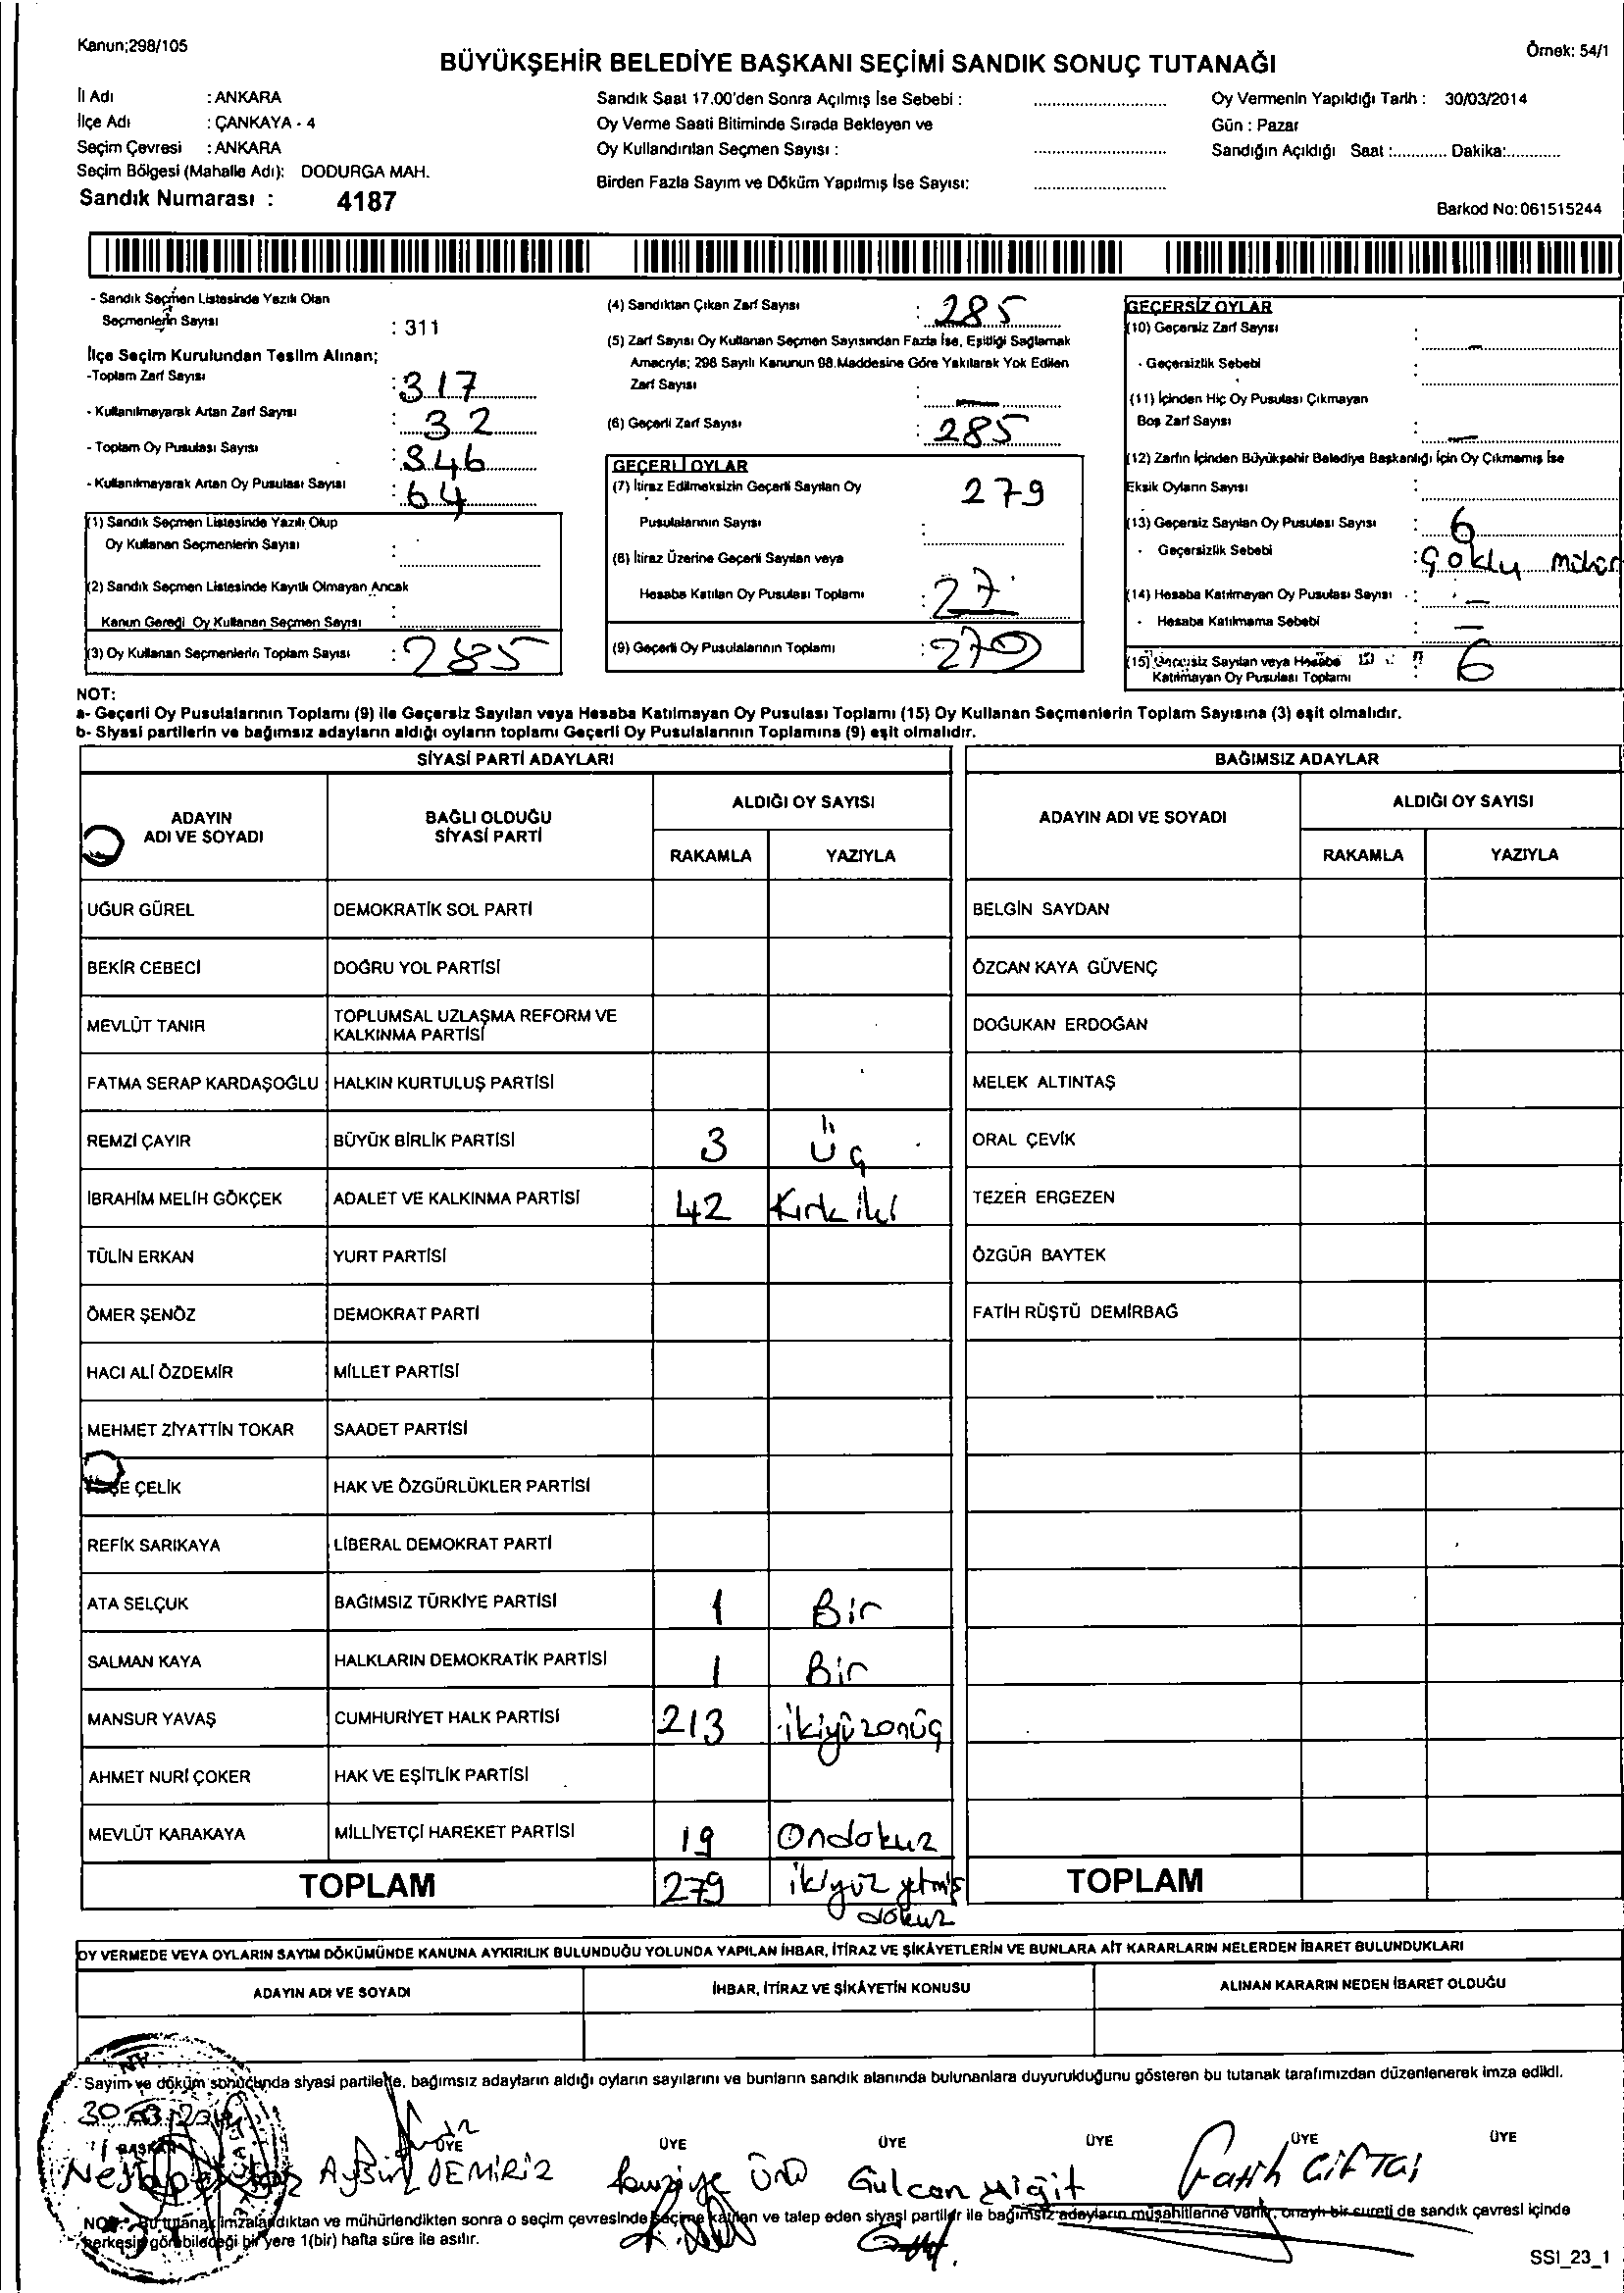 Kanun;298/105
Örnek: 54/1
BÜYÜKŞEHİR BELEDİYE BAŞKANI SEÇİMİ SANDIK SONUÇ TUTANAĞI
İl Adı : ANKARA
İlçe Adı : ÇANKAYA - 4
Seçim Çevresi : ANKARA
Seçim Bölgesi (Mahalle Adı): DODURGA MAH.
Sandık Numarası : 4187
Sandık Saat 17.00'den Sonra Açılmış İse Sebebi :
Oy Verme Saati Bitiminde Sırada Bekleyen ve
Oy Kullandırılan Seçmen Sayısı :
Birden Fazla Sayım ve Döküm Yapılmış İse Sayısı:
Oy Vermenin Yapıldığı Tarih : 30/03/2014
Gün : Pazar
Sandığın Açıldığı Saat :............ Dakika:............
Barkod No:061515244
- Sandık Seçmen Listesinde Yazılı Olan
Seçmenlerin Sayısı : 311
İlçe Seçim Kurulundan Teslim Alınan;
-Toplam Zarf Sayısı : 317
- Kullanılmayarak Artan Zarf Sayısı : 32
- Toplam Oy Pusulası Sayısı : 346
- Kullanılmayarak Artan Oy Pusulası Sayısı : 64
(1) Sandık Seçmen Listesinde Yazılı Olup
Oy Kullanan Seçmenlerin Sayısı :
(2) Sandık Seçmen Listesinde Kayıtlı Olmayan Ancak
Kanun Gereği Oy Kullanan Seçmen Sayısı :
(3) Oy Kullanan Seçmenlerin Toplam Sayısı : 285
(4) Sandıktan Çıkan Zarf Sayısı : 285
(5) Zarf Sayısı Oy Kullanan Seçmen Sayısından Fazla İse, Eşitliği Sağlamak
Amacıyla; 298 Sayılı Kanunun 98.Maddesine Göre Yakılarak Yok Edilen
Zarf Sayısı : —
(6) Geçerli Zarf Sayısı : 285
GEÇERLİ OYLAR
(7) İtiraz Edilmeksizin Geçerli Sayılan Oy 279
Pusulalarının Sayısı :
(8) İtiraz Üzerine Geçerli Sayılan veya
Hesaba Katılan Oy Pusulası Toplamı : 27
(9) Geçerli Oy Pusulalarının Toplamı : 279
GEÇERSİZ OYLAR
(10) Geçersiz Zarf Sayısı : —
- Geçersizlik Sebebi :
(11) İçinden Hiç Oy Pusulası Çıkmayan
Boş Zarf Sayısı : —
(12) Zarfın İçinden Büyükşehir Belediye Başkanlığı İçin Oy Çıkmamış İse
Eksik Oyların Sayısı :
(13) Geçersiz Sayılan Oy Pusulası Sayısı : 6
- Geçersizlik Sebebi : Çoklu
(14) Hesaba Katılmayan Oy Pusulası Sayısı : —
- Hesaba Katılmama Sebebi : —
(15) Geçersiz Sayılan veya Hesaba
Katılmayan Oy Pusulası Toplamı : 6
NOT:
a- Geçerli Oy Pusulalarının Toplamı (9) ile Geçersiz Sayılan veya Hesaba Katılmayan Oy Pusulası Toplamı (15) Oy Kullanan Seçmenlerin Toplam Sayısına (3) eşit olmalıdır.
b- Siyasi partilerin ve bağımsız adayların aldığı oyların toplamı Geçerli Oy Pusulalarının Toplamına (9) eşit olmalıdır.
SİYASİ PARTİ ADAYLARI
ADAYIN ADI VE SOYADI
BAĞLI OLDUĞU SİYASİ PARTİ
ALDIĞI OY SAYISI
RAKAMLA YAZIYLA
UĞUR GÜREL DEMOKRATİK SOL PARTİ
BEKİR CEBECİ DOĞRU YOL PARTİSİ
MEVLÜT TANIR TOPLUMSAL UZLAŞMA REFORM VE KALKINMA PARTİSİ
FATMA SERAP KARDAŞOĞLU HALKIN KURTULUŞ PARTİSİ
REMZİ ÇAYIR BÜYÜK BİRLİK PARTİSİ 3 Üç
İBRAHİM MELİH GÖKÇEK ADALET VE KALKINMA PARTİSİ 42 Kırk iki
TÜLİN ERKAN YURT PARTİSİ
ÖMER ŞENÖZ DEMOKRAT PARTİ
HACI ALİ ÖZDEMİR MİLLET PARTİSİ
MEHMET ZİYATTİN TOKAR SAADET PARTİSİ
ÇELİK HAK VE ÖZGÜRLÜKLER PARTİSİ
REFİK SARIKAYA LİBERAL DEMOKRAT PARTİ
ATA SELÇUK BAĞIMSIZ TÜRKİYE PARTİSİ 1 Bir
SALMAN KAYA HALKLARIN DEMOKRATİK PARTİSİ 1 Bir
MANSUR YAVAŞ CUMHURİYET HALK PARTİSİ 213 ikiyüzonüç
AHMET NURİ ÇOKER HAK VE EŞİTLİK PARTİSİ
MEVLÜT KARAKAYA MİLLİYETÇİ HAREKET PARTİSİ 19 Ondokuz
TOPLAM 279 ikiyüz yetmiş dokuz
BAĞIMSIZ ADAYLAR
ADAYIN ADI VE SOYADI
ALDIĞI OY SAYISI
RAKAMLA YAZIYLA
BELGİN SAYDAN
ÖZCAN KAYA GÜVENÇ
DOĞUKAN ERDOĞAN
MELEK ALTINTAŞ
ORAL ÇEVİK
TEZER ERGEZEN
ÖZGÜR BAYTEK
FATİH RÜŞTÜ DEMİRBAĞ
TOPLAM
OY VERMEDE VEYA OYLARIN SAYIM DÖKÜMÜNDE KANUNA AYKIRILIK BULUNDUĞU YOLUNDA YAPILAN İHBAR, İTİRAZ VE ŞİKÂYETLERİN VE BUNLARA AİT KARARLARIN NELERDEN İBARET BULUNDUKLARI
ADAYIN ADI VE SOYADI
İHBAR, İTİRAZ VE ŞİKÂYETİN KONUSU
ALINAN KARARIN NEDEN İBARET OLDUĞU
Sayım ve döküm sonucunda siyasi partilerle, bağımsız adayların aldığı oyların sayılarını ve bunların sandık alanında bulunanlara duyurulduğunu gösteren bu tutanak tarafımızdan düzenlenerek imza edildi.
30.03.2014
BAŞKAN ÜYE ÜYE ÜYE ÜYE ÜYE ÜYE
DEMİRİZ
Gülcan Yiğit
Fatih ÇİFTÇİ
NOT: Bu tutanak imzalandıktan ve mühürlendikten sonra o seçim çevresinde seçime katılan ve talep eden siyasi partiler ile bağımsız adayların müşahitlerine verilir, onaylı bir sureti de sandık çevresi içinde
herkesin görebileceği bir yere 1(bir) hafta süre ile asılır.
SSI_23_1